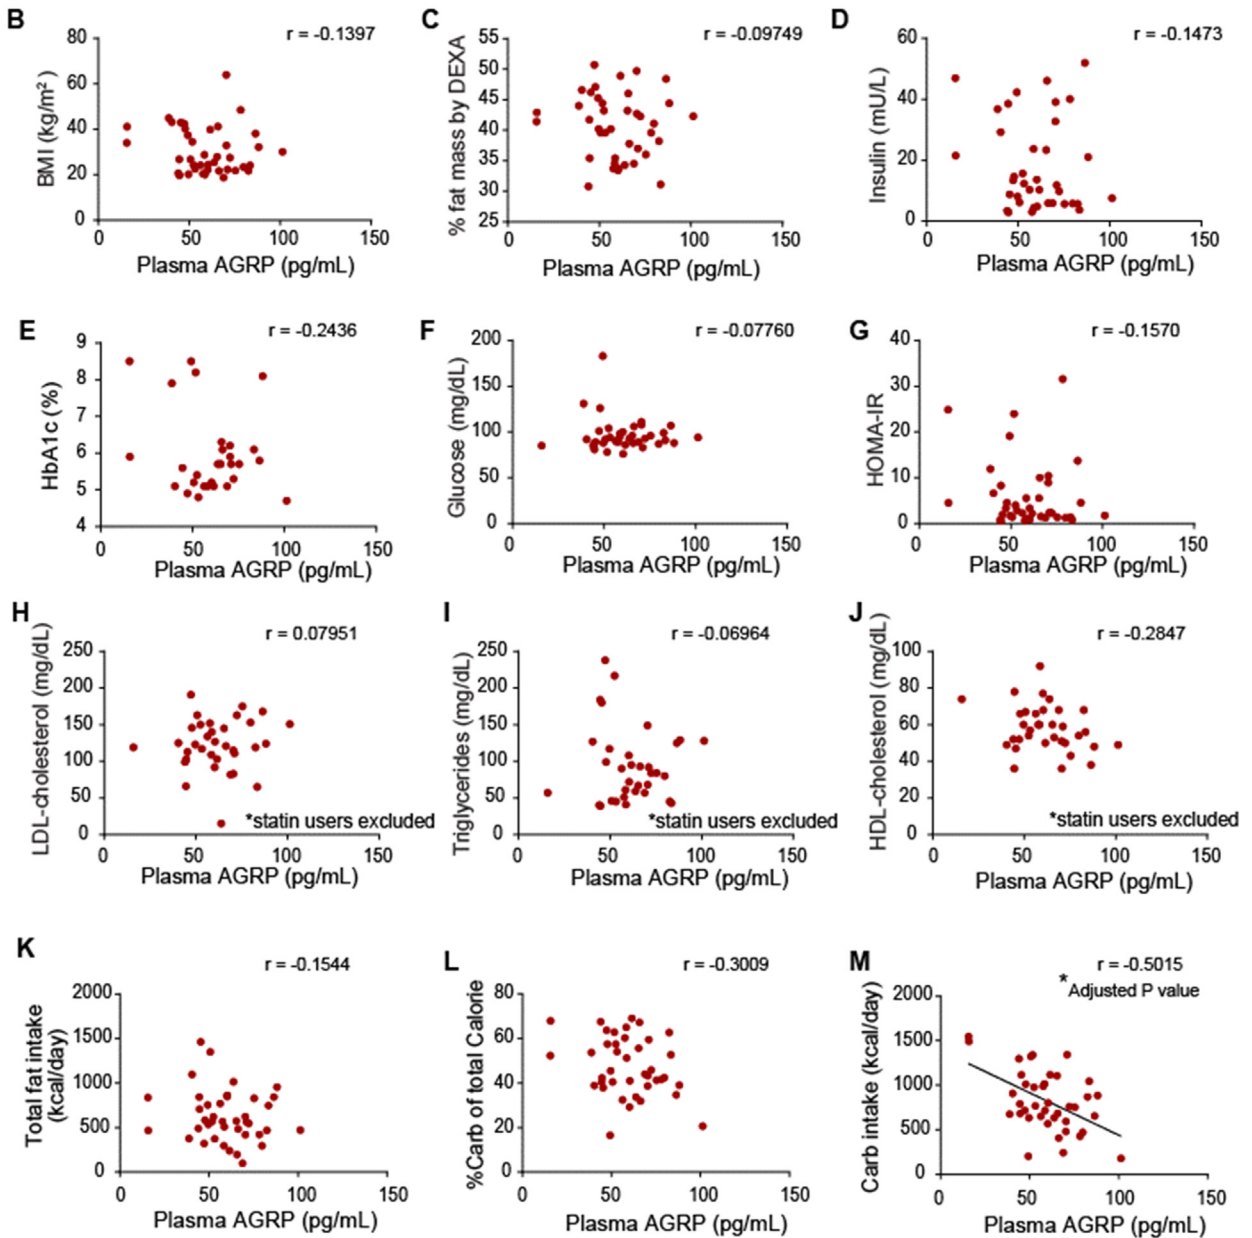 B
r = -0.1397
BMI (kg/m²)
80
60
40
20
0
0 50 100 150
Plasma AGRP (pg/mL)
C
r = -0.09749
% fat mass by DEXA
55
50
45
40
35
30
25
0 50 100 150
Plasma AGRP (pg/mL)
D
r = -0.1473
Insulin (mU/L)
60
40
20
0
0 50 100 150
Plasma AGRP (pg/mL)
E
r = -0.2436
HbA1c (%)
9
8
7
6
5
4
0 50 100 150
Plasma AGRP (pg/mL)
F
r = -0.07760
Glucose (mg/dL)
200
150
100
50
0
0 50 100 150
Plasma AGRP (pg/mL)
G
r = -0.1570
HOMA-IR
40
30
20
10
0
0 50 100 150
Plasma AGRP (pg/mL)
H
r = 0.07951
LDL-cholesterol (mg/dL)
250
200
150
100
50
0
*statin users excluded
0 50 100 150
Plasma AGRP (pg/mL)
I
r = -0.06964
Triglycerides (mg/dL)
250
200
150
100
50
0
*statin users excluded
0 50 100 150
Plasma AGRP (pg/mL)
J
r = -0.2847
HDL-cholesterol (mg/dL)
100
80
60
40
20
0
*statin users excluded
0 50 100 150
Plasma AGRP (pg/mL)
K
r = -0.1544
Total fat intake
(kcal/day)
2000
1500
1000
500
0
0 50 100 150
Plasma AGRP (pg/mL)
L
r = -0.3009
%Carb of total Calorie
80
60
40
20
0
0 50 100 150
Plasma AGRP (pg/mL)
M
r = -0.5015
*Adjusted P value
Carb intake (kcal/day)
2000
1500
1000
500
0
0 50 100 150
Plasma AGRP (pg/mL)